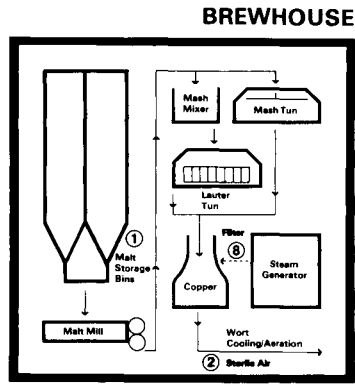 BREWHOUSE
Mash
Mixer
Mash Tun
Lauter
Tun
1
Malt
Storage
Bins
Filter
8
Steam
Generator
Copper
Malt Mill
Wort
Cooling/Aeration
2 Sterile Air